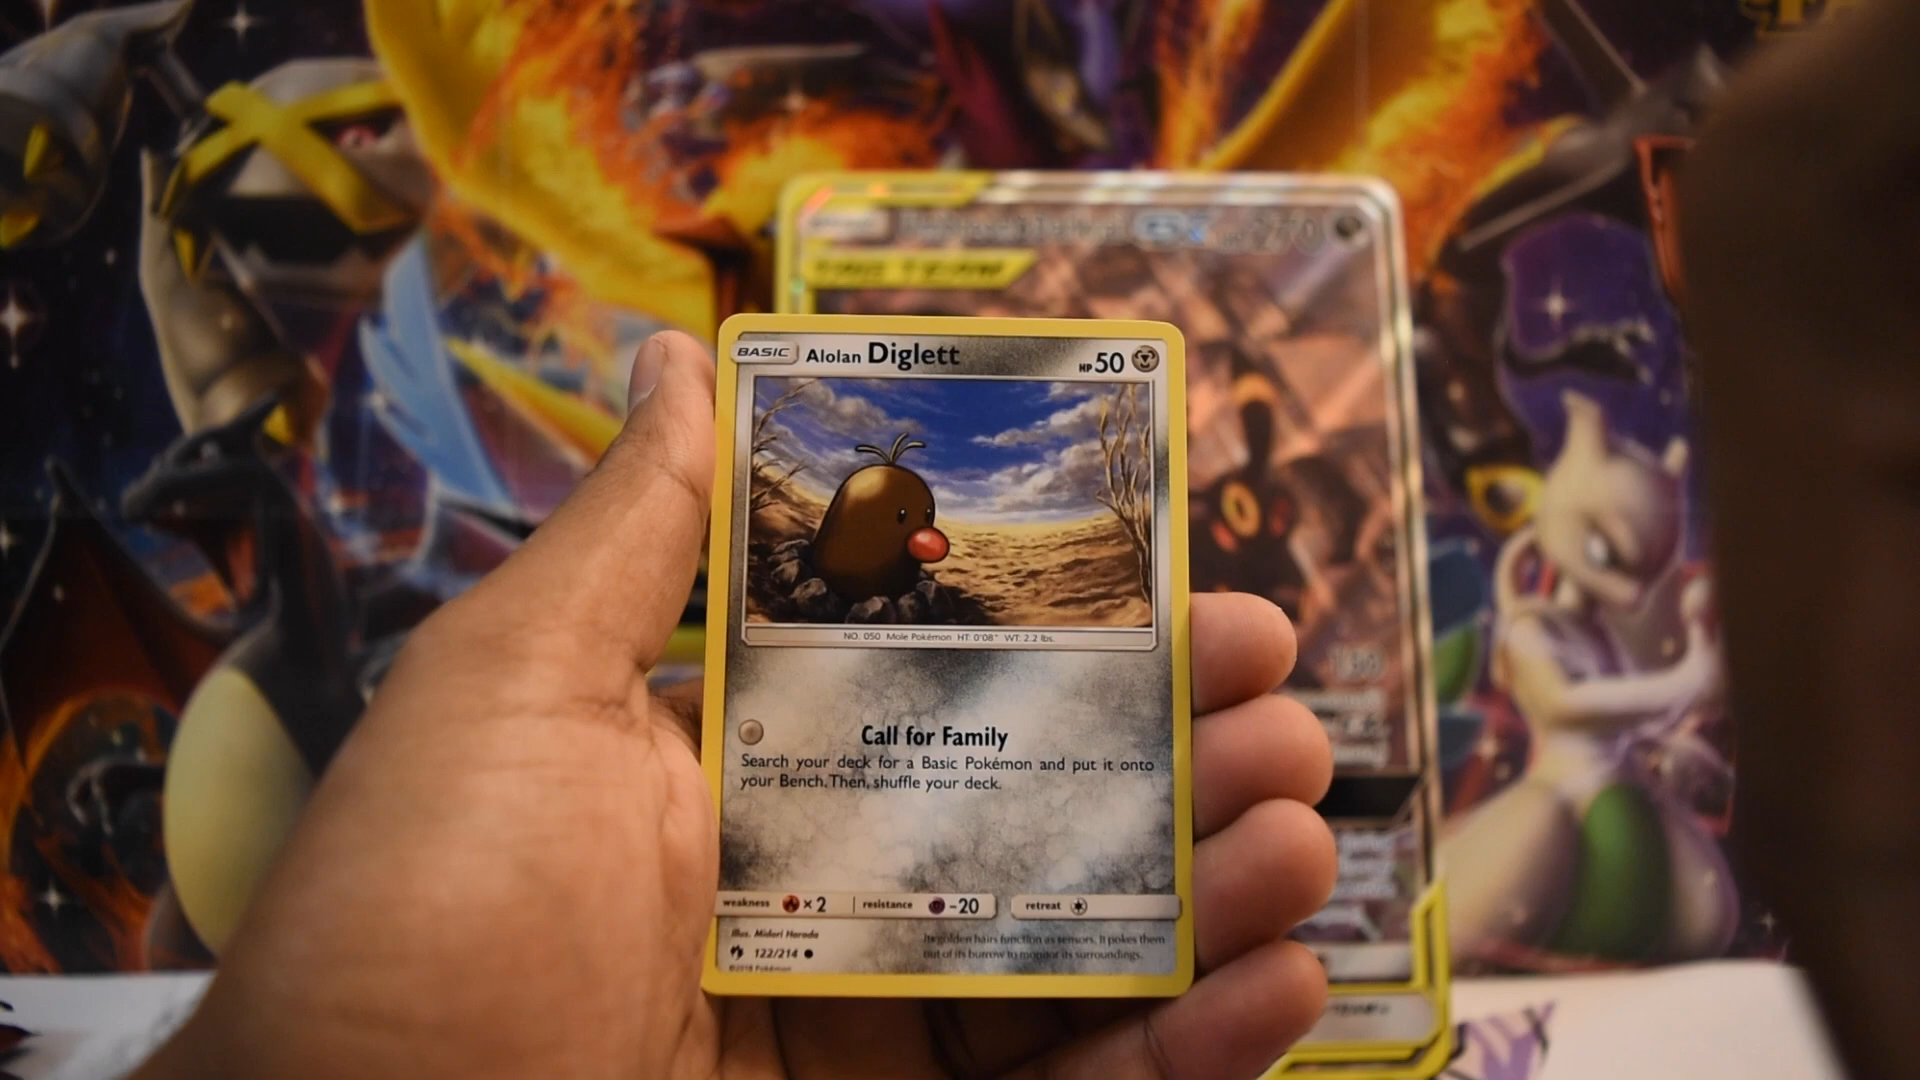 GX 270
TAG TEAM
BASIC Alolan Diglett HP 50
NO. 050 Mole Pokémon HT: 0'08" WT: 2.2 lbs.
Call for Family
Search your deck for a Basic Pokémon and put it onto
your Bench. Then, shuffle your deck.
weakness ×2 resistance -20 retreat
Illus. Midori Harada
122/214
©2018 Pokémon
Its golden hairs function as sensors. It pokes them
out of its burrow to monitor its surroundings.